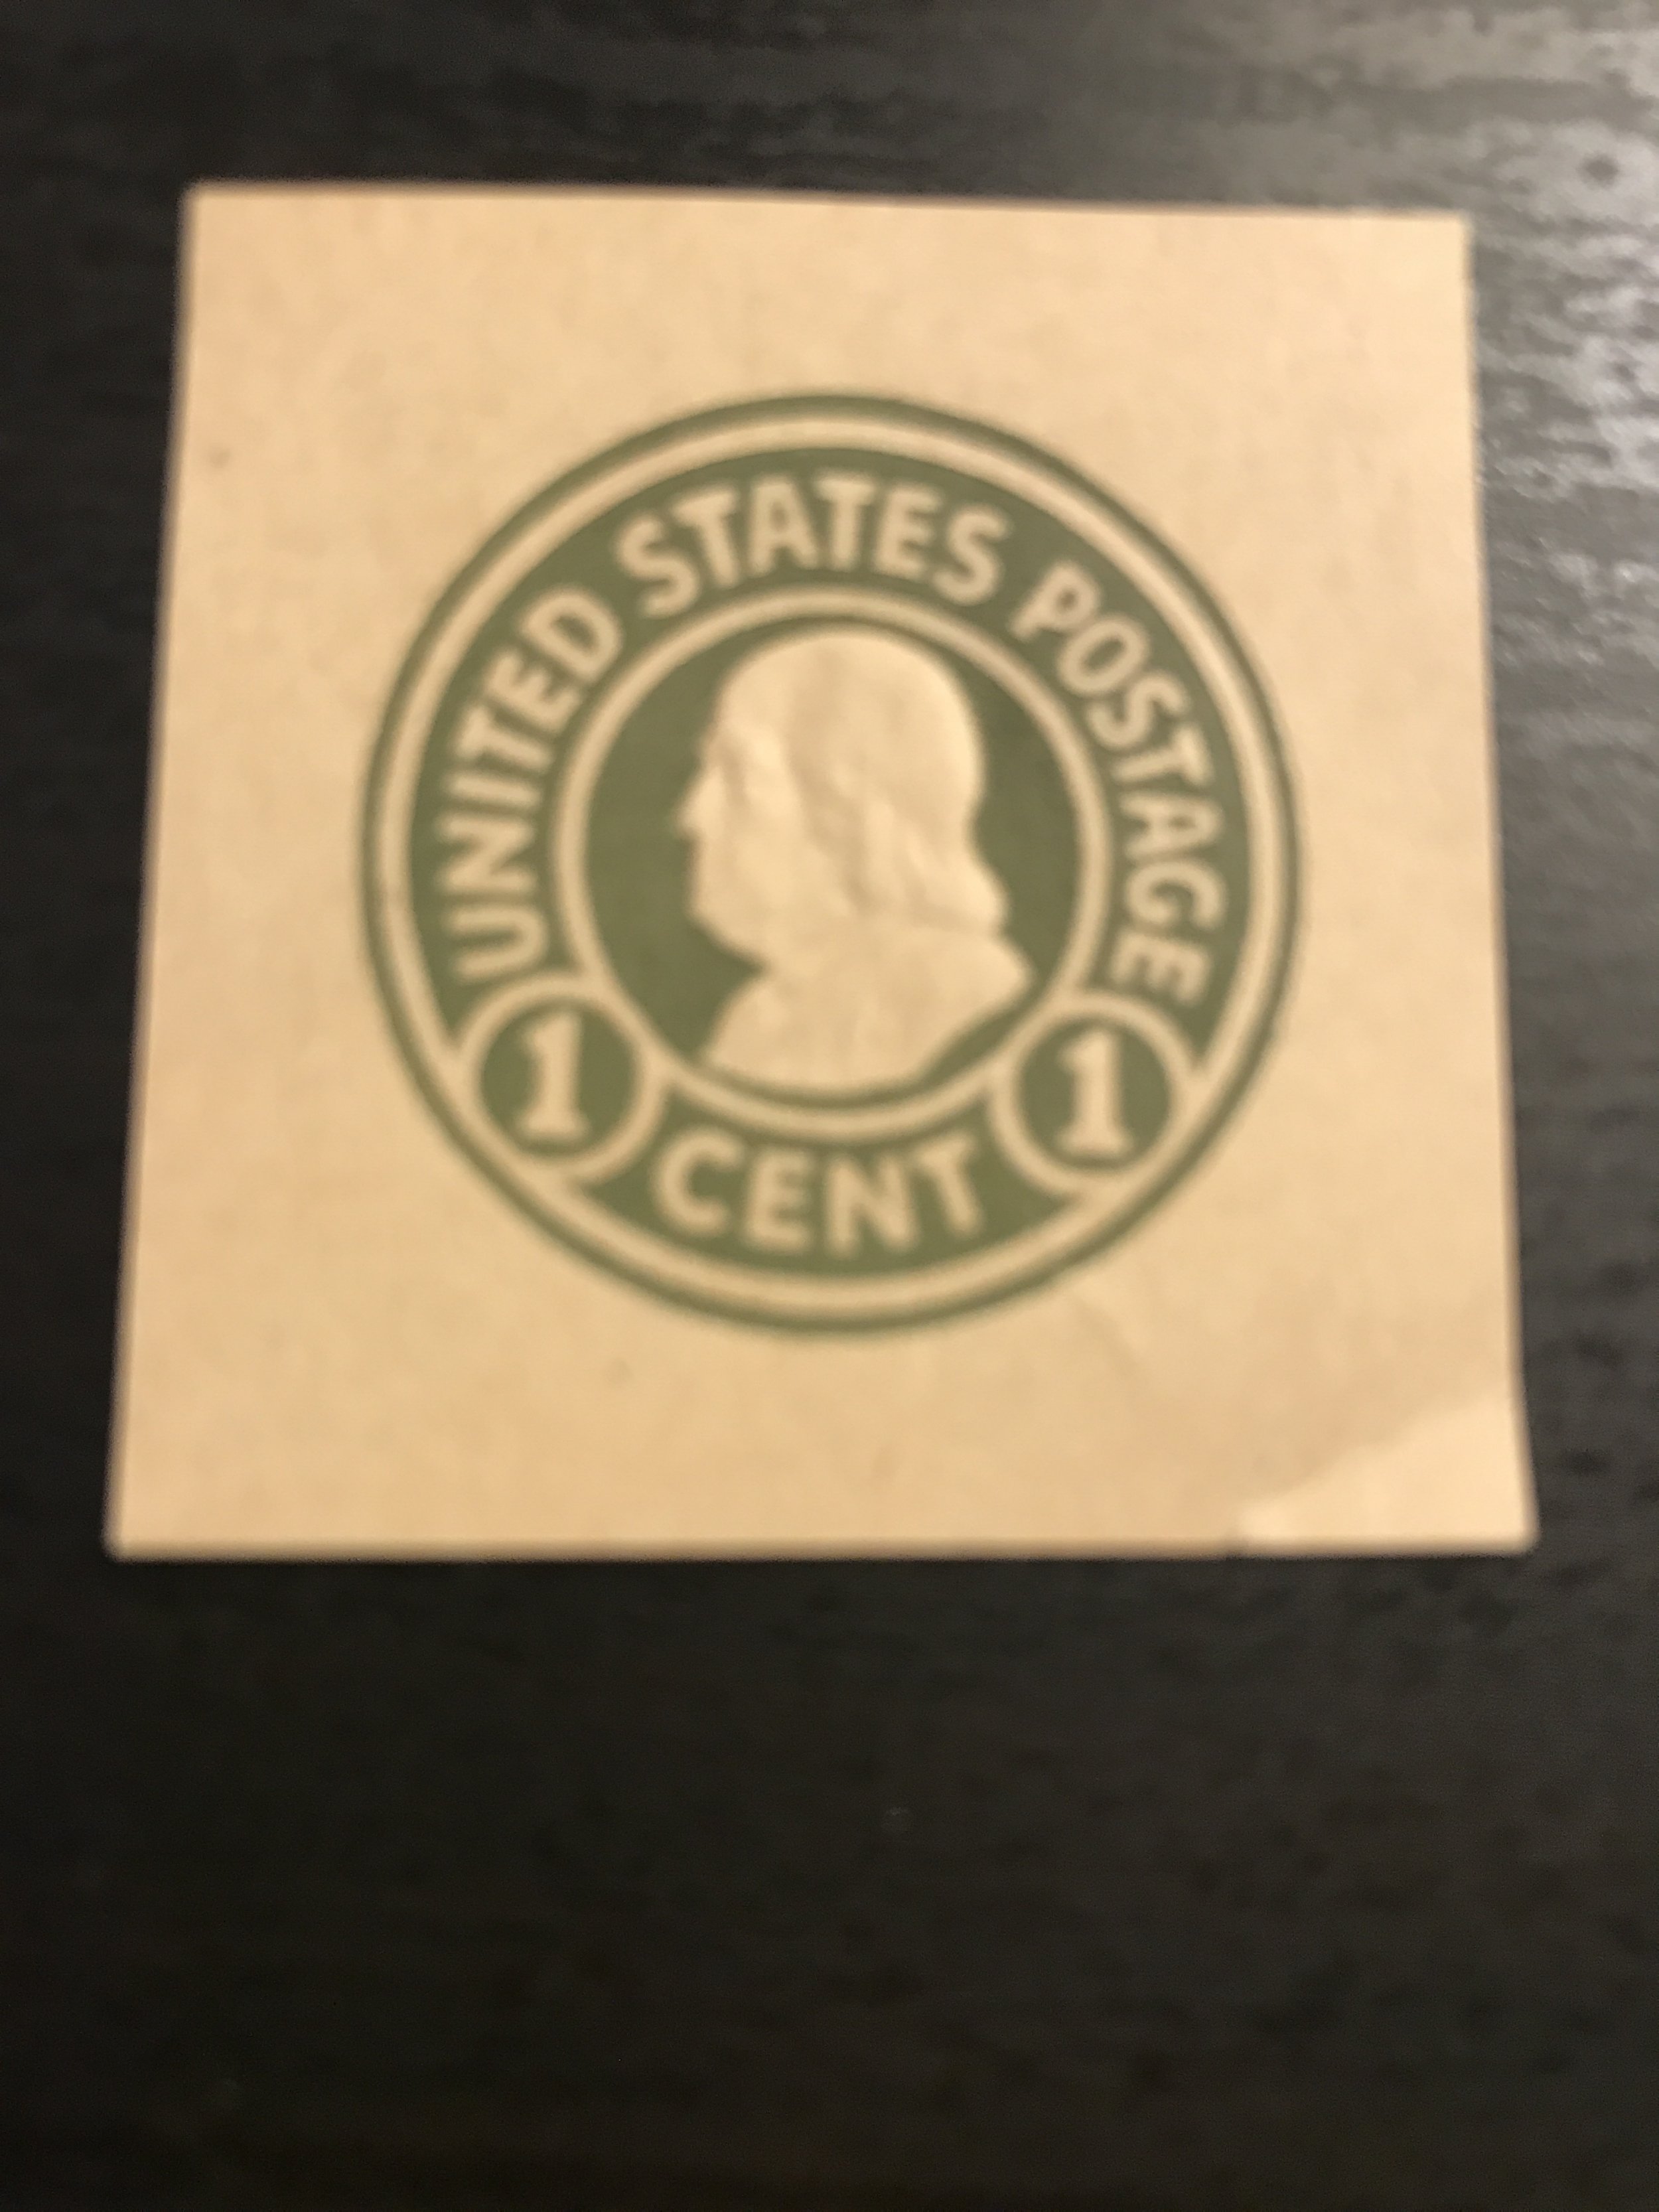 UNITED STATES POSTAGE
1 CENT 1